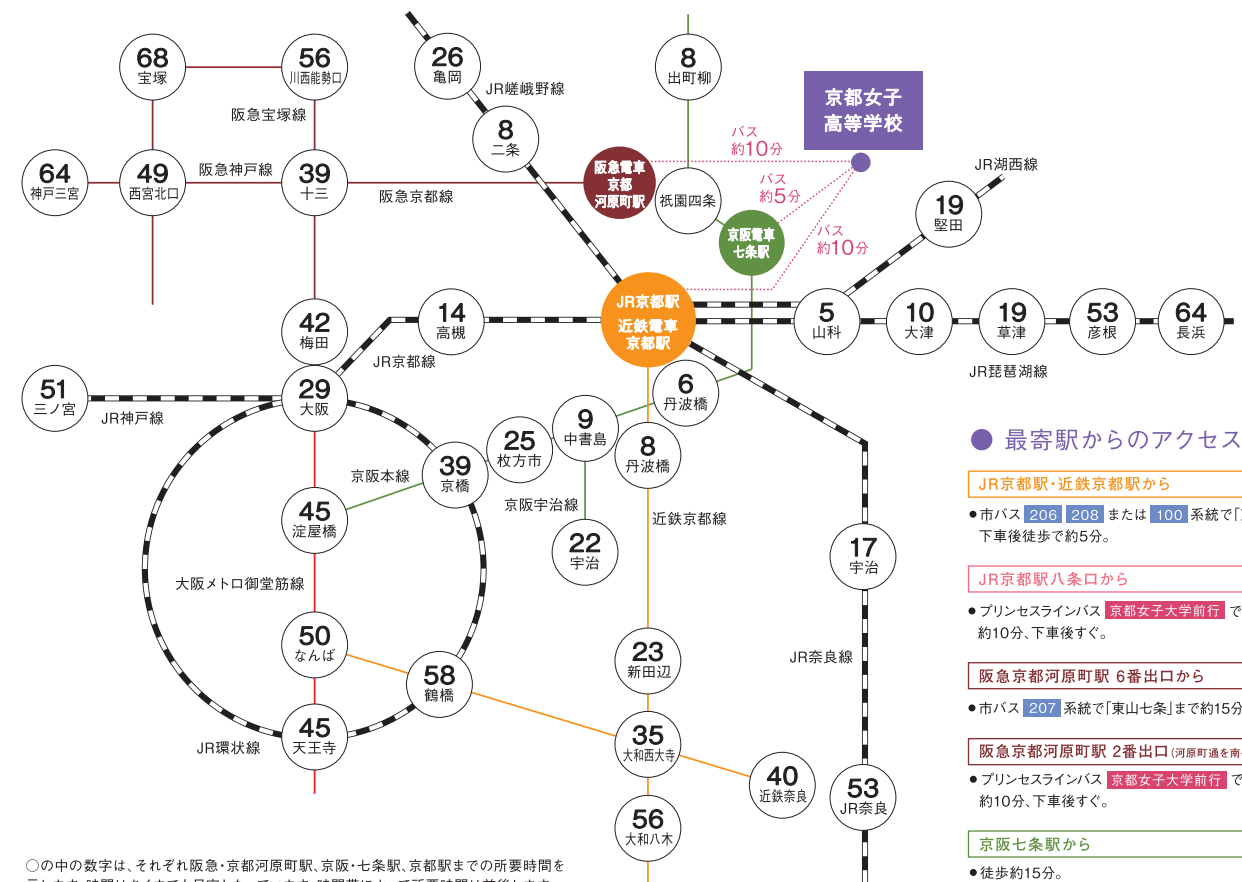 68
宝塚
56
川西能勢口
阪急宝塚線
26
亀岡
JR嵯峨野線
8
二条
8
出町柳
京都女子
高等学校
バス
約10分
64
神戸三宮
49
西宮北口
阪急神戸線
39
十三
阪急京都線
阪急電車
京都
河原町駅
祇園四条
バス
約5分
京阪電車
七条駅
バス
約10分
JR湖西線
19
堅田
42
梅田
14
高槻
JR京都線
JR京都駅
近鉄電車
京都駅
5
山科
10
大津
19
草津
53
彦根
64
長浜
JR琵琶湖線
51
三ノ宮
JR神戸線
29
大阪
6
丹波橋
9
中書島
8
丹波橋
25
枚方市
39
京橋
京阪本線
45
淀屋橋
京阪宇治線
22
宇治
近鉄京都線
17
宇治
大阪メトロ御堂筋線
50
なんば
58
鶴橋
45
天王寺
JR環状線
23
新田辺
35
大和西大寺
40
近鉄奈良
56
大和八木
JR奈良線
53
JR奈良
● 最寄駅からのアクセス
JR京都駅・近鉄京都駅から
●市バス 206 208 または 100 系統で「
下車後徒歩で約5分。
JR京都駅八条口から
●プリンセスラインバス 京都女子大学前行 で
約10分、下車後すぐ。
阪急京都河原町駅 6番出口から
●市バス 207 系統で「東山七条」まで約15分
阪急京都河原町駅 2番出口(河原町通を南
●プリンセスラインバス 京都女子大学前行 で
約10分、下車後すぐ。
京阪七条駅から
●徒歩約15分。
○の中の数字は、それぞれ阪急・京都河原町駅、京阪・七条駅、京都駅までの所要時間を